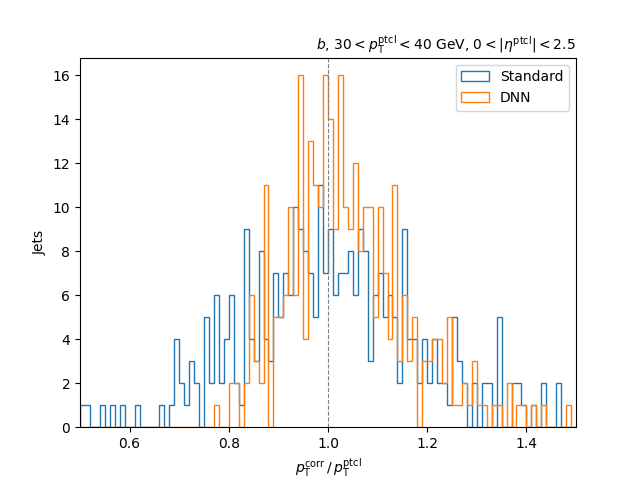 b, 30 < p_T^ptcl < 40 GeV, 0 < |η^ptcl| < 2.5
16
Standard
DNN
14
12
10
Jets
8
6
4
2
0
0.6 0.8 1.0 1.2 1.4
p_T^corr / p_T^ptcl